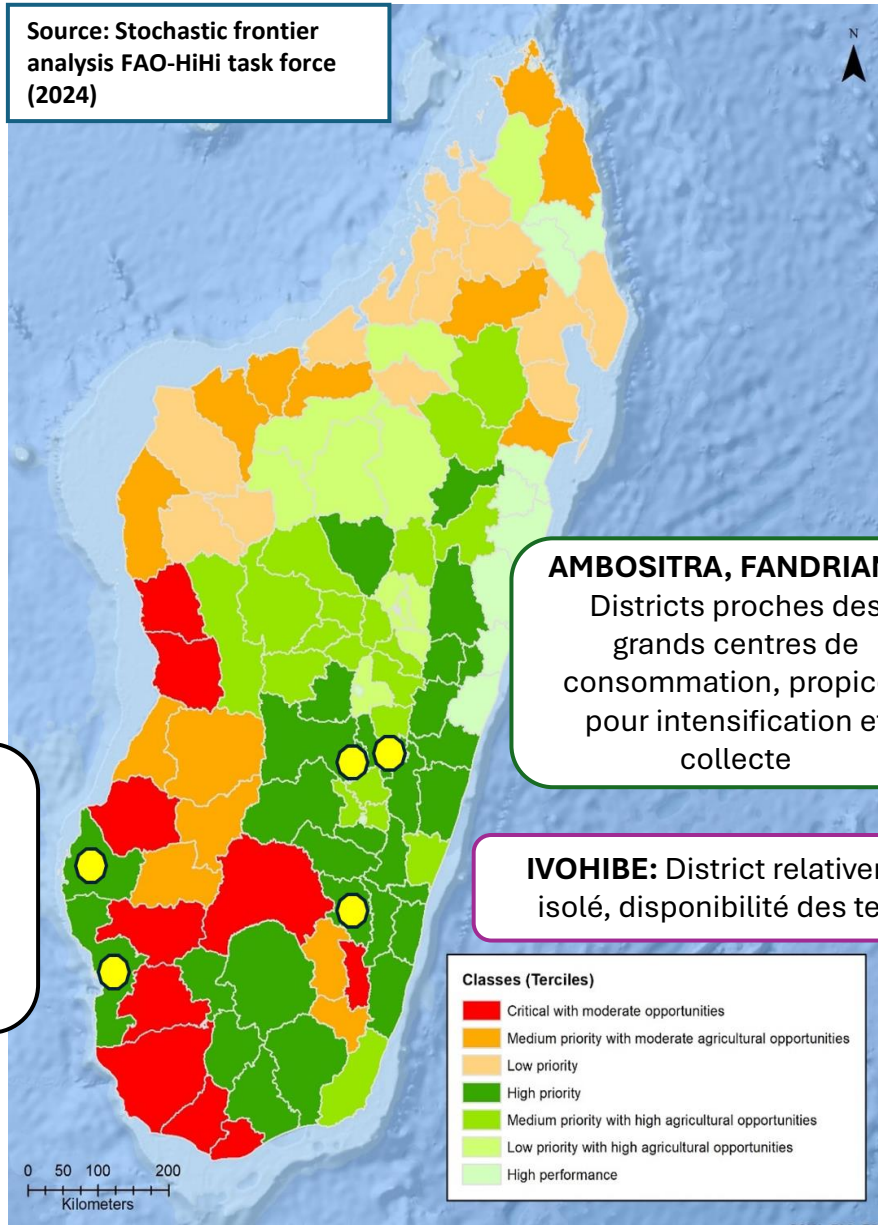 Source: Stochastic frontier
analysis FAO-HiHi task force
(2024)
N
AMBOSITRA, FANDRIAN
Districts proches des
grands centres de
consommation, propice
pour intensification et
collecte
IVOHIBE: District relativer
isolé, disponibilité des te
Classes (Terciles)
Critical with moderate opportunities
Medium priority with moderate agricultural opportunities
Low priority
High priority
Medium priority with high agricultural opportunities
Low priority with high agricultural opportunities
High performance
0 50 100 200
Kilometers